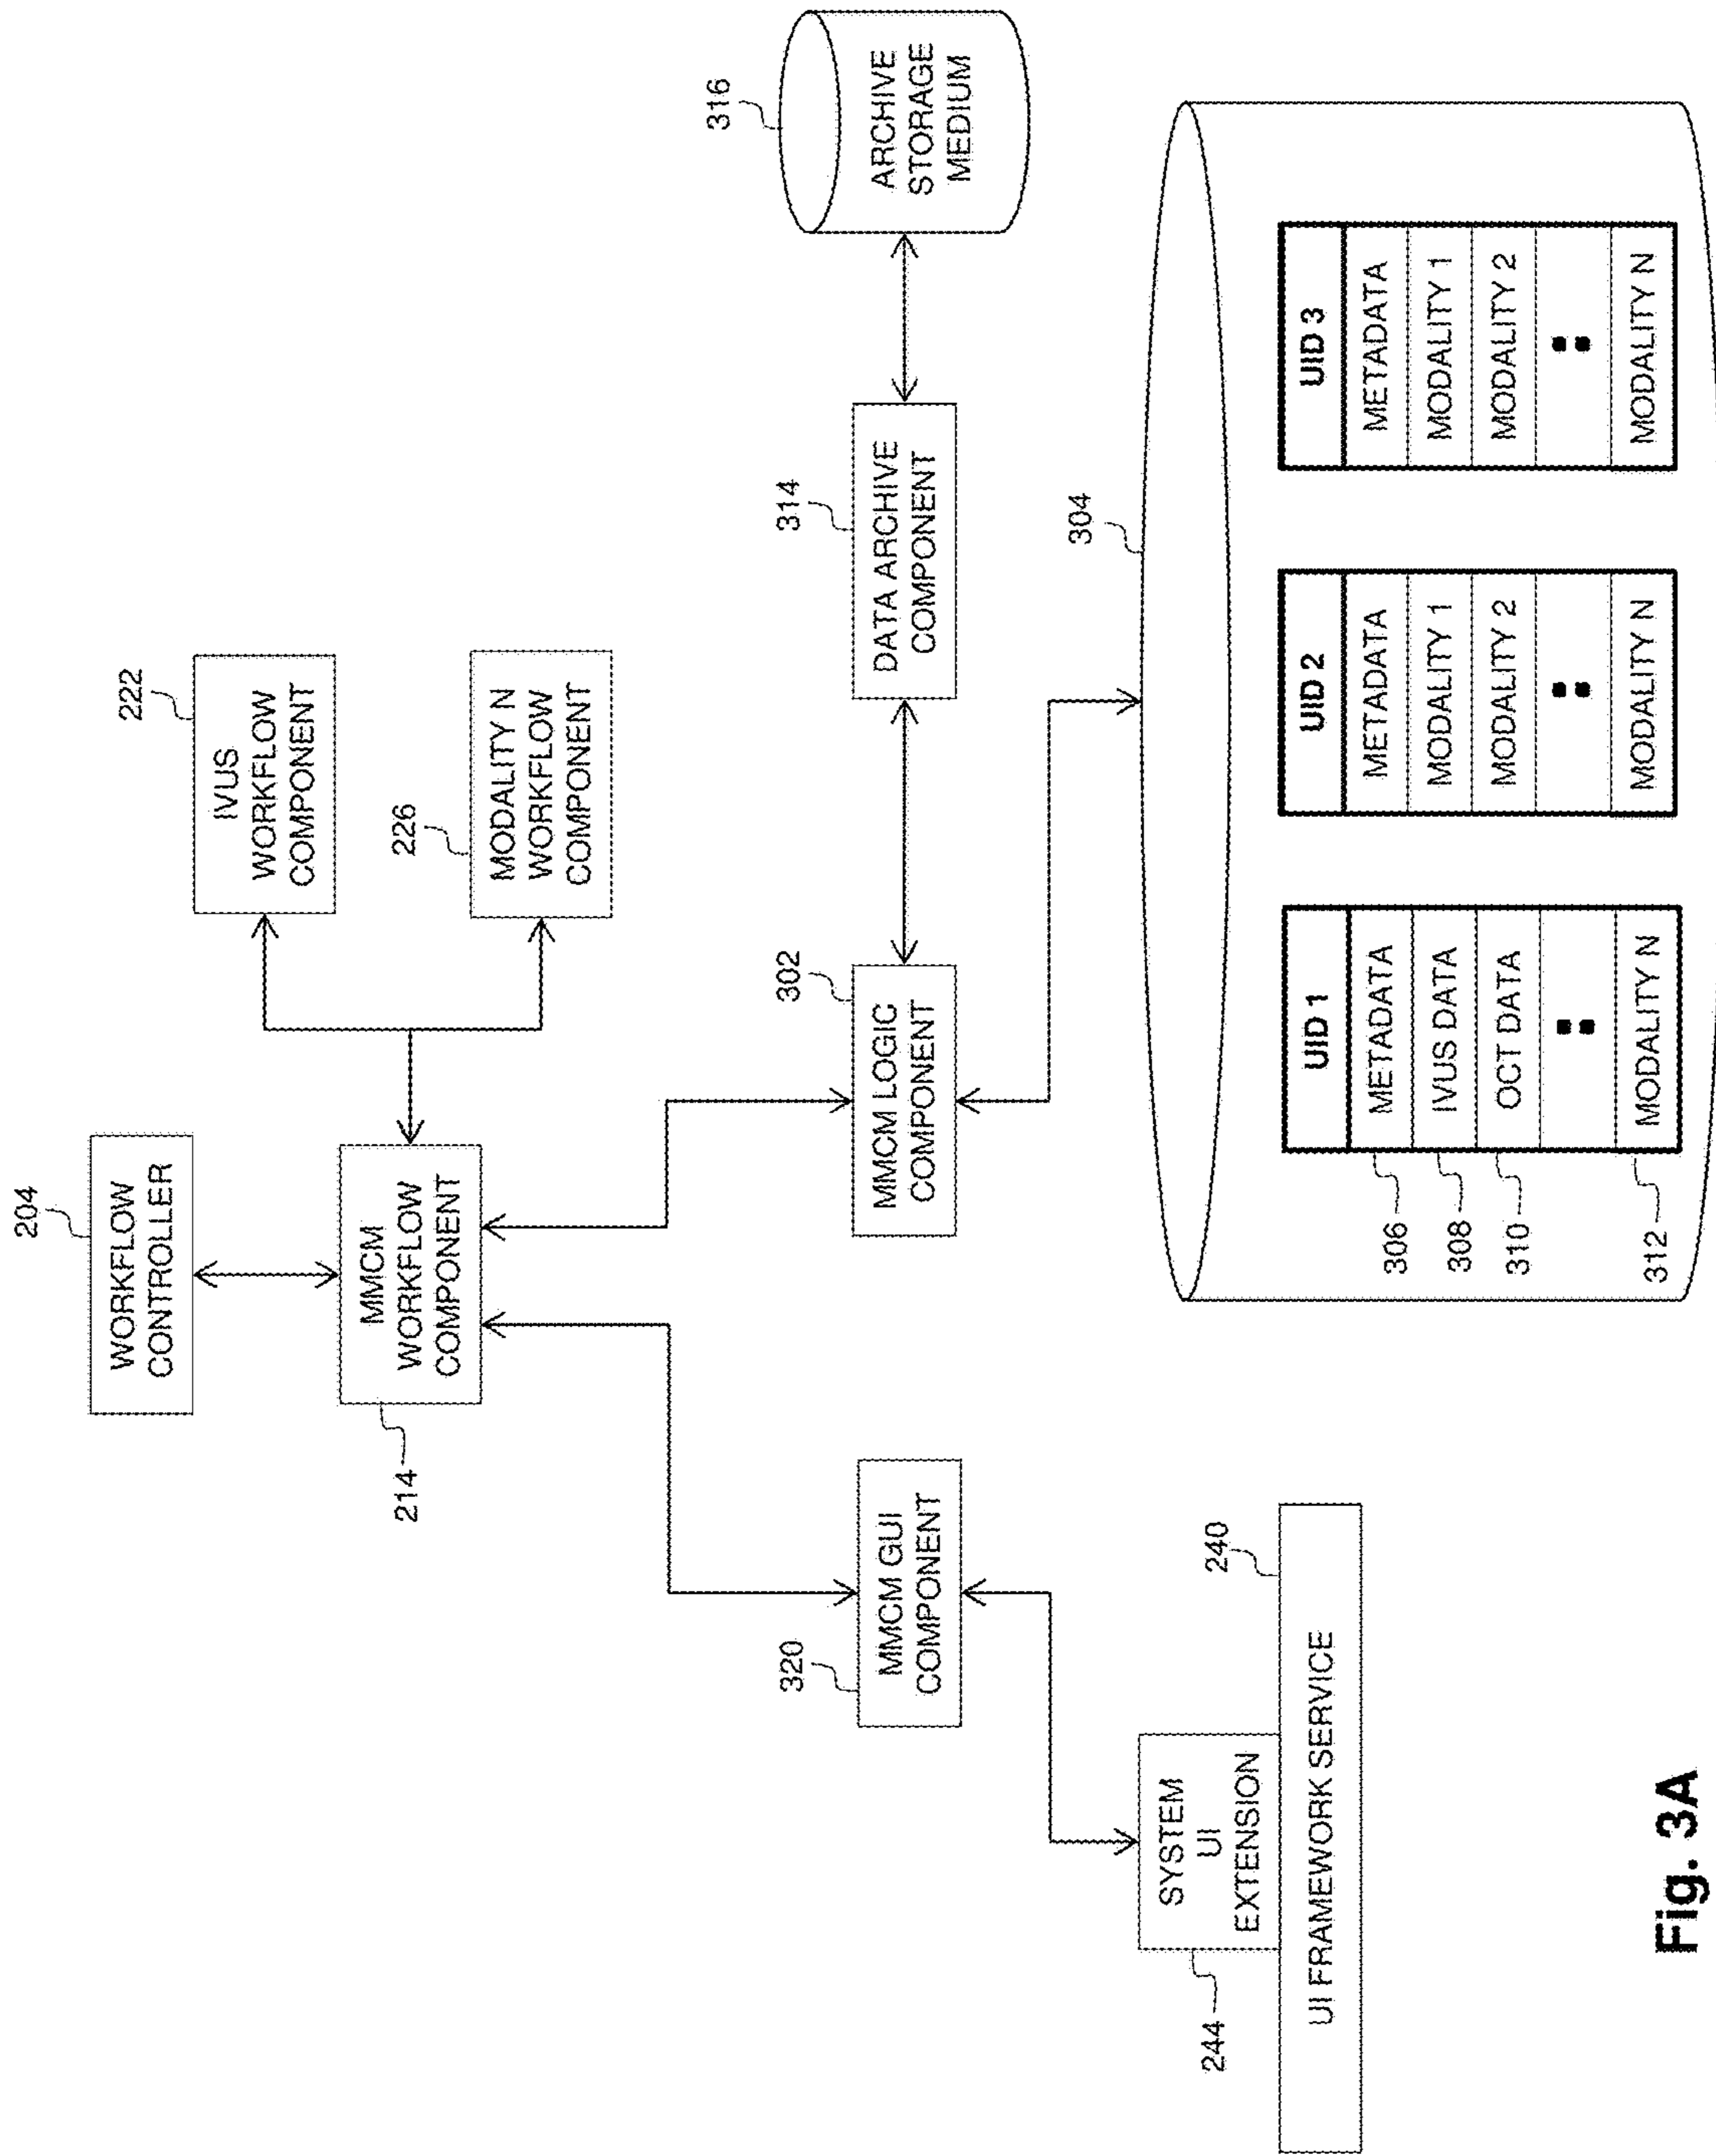 204
WORKFLOW
CONTROLLER
222
IVUS
WORKFLOW
COMPONENT
MMCM
WORKFLOW
COMPONENT
214
226
MODALITY N
WORKFLOW
COMPONENT
320
MMCM GUI
COMPONENT
302
MMCM LOGIC
COMPONENT
314
DATA ARCHIVE
COMPONENT
316
ARCHIVE
STORAGE
MEDIUM
244
SYSTEM
UI
EXTENSION
240
UI FRAMEWORK SERVICE
304
UID 1
306
METADATA
308
IVUS DATA
310
OCT DATA
312
MODALITY N
UID 2
METADATA
MODALITY 1
MODALITY 2
MODALITY N
UID 3
METADATA
MODALITY 1
MODALITY 2
MODALITY N
Fig. 3A